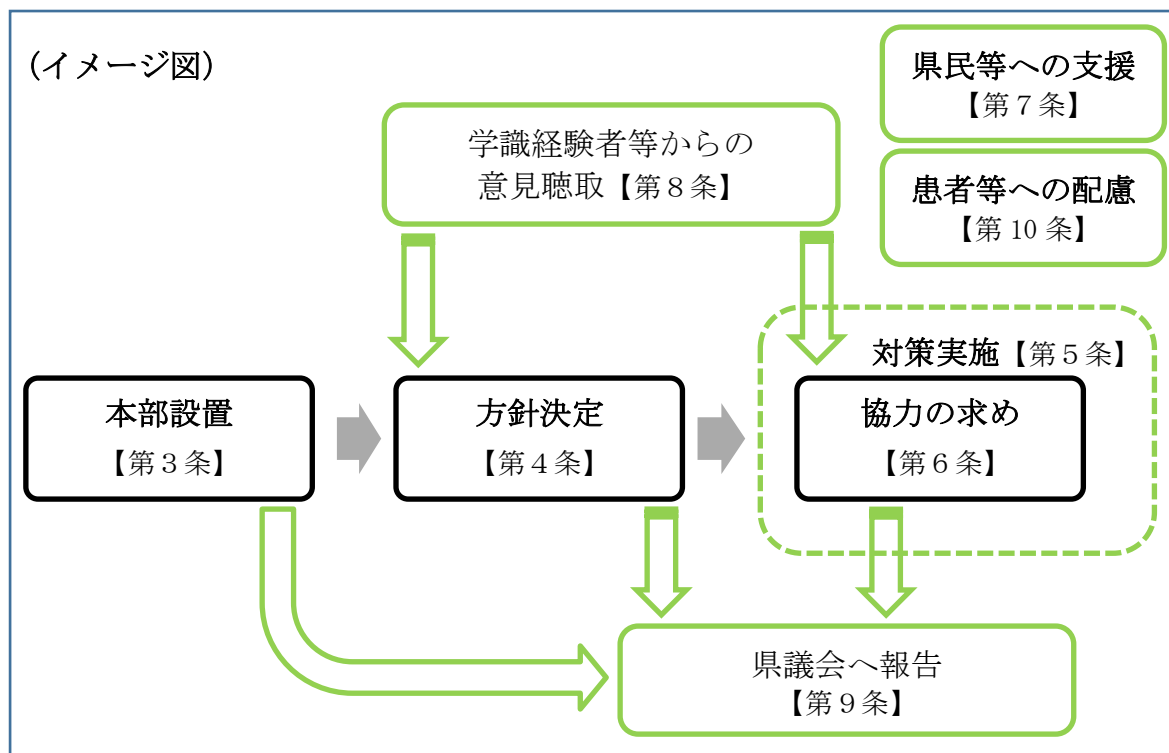 (イメージ図)
県民等への支援
【第７条】
学識経験者等からの
意見聴取【第８条】
患者等への配慮
【第 10 条】
対策実施【第５条】
本部設置
【第３条】
方針決定
【第４条】
協力の求め
【第６条】
県議会へ報告
【第９条】